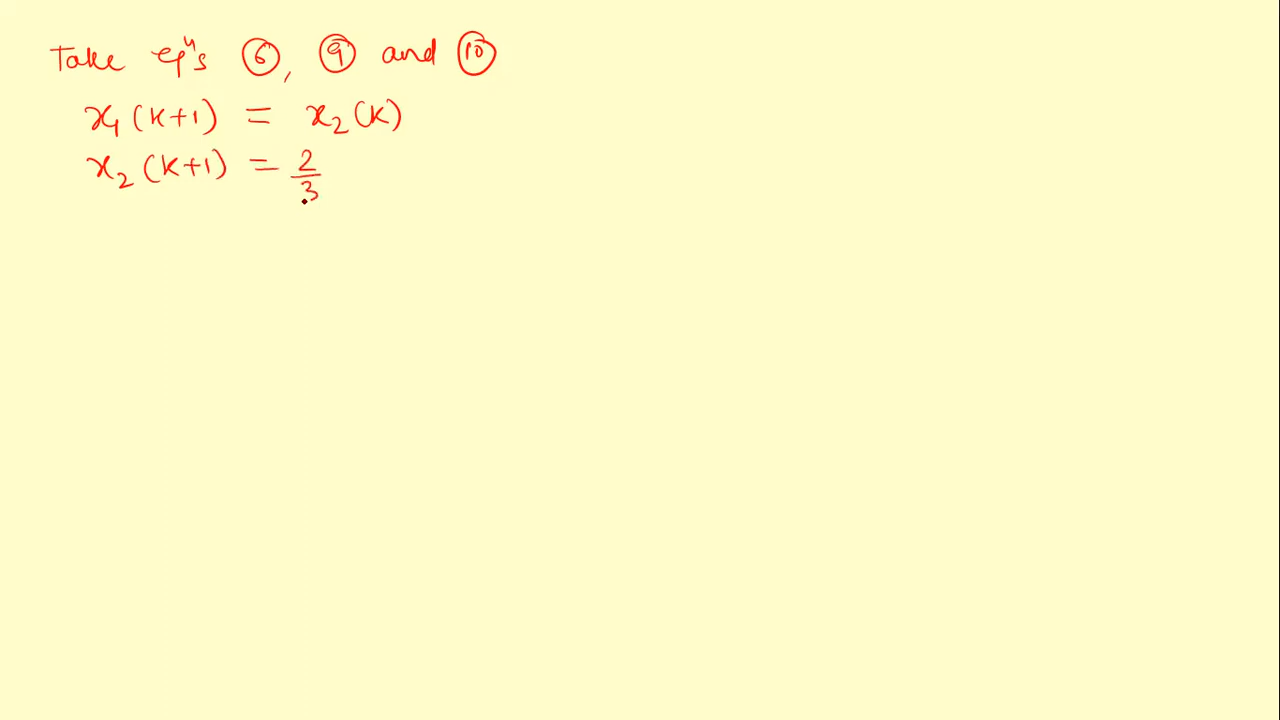 Take eqⁿs ⑥, ⑨ and ⑩
x₁(k+1) = x₂(k)
x₂(k+1) = 2/3